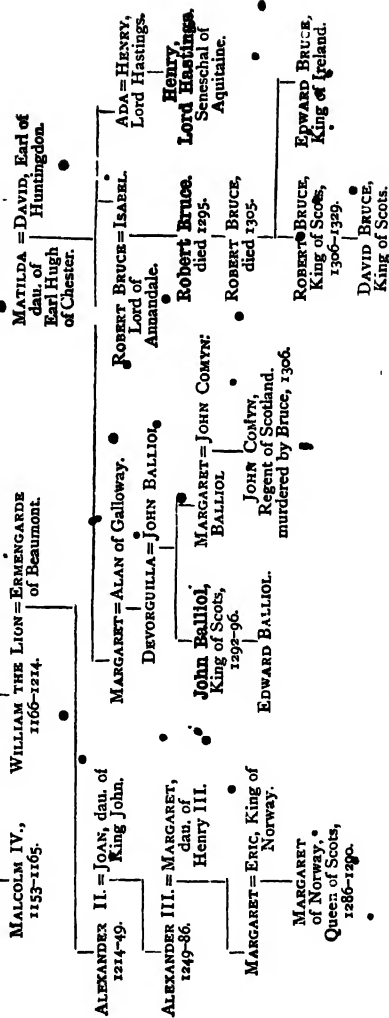 MALCOLM IV.,
1153-1165.
WILLIAM THE LION = ERMENGARDE
1166-1214.
of Beaumont.
MATILDA = DAVID, Earl of
dau. of
Huntingdon.
Earl Hugh
of Chester.
ALEXANDER II. = JOAN, dau. of
1214-49.
King John.
MARGARET = ALAN of Galloway.
ROBERT BRUCE = ISABEL.
Lord of
Annandale.
ADA = HENRY,
Lord Hastings.
DEVORGUILLA = JOHN BALLIOL
Robert Bruce.
died 1295.
Henry,
Lord Hastings,
Seneschal of
Aquitaine.
ALEXANDER III. = MARGARET,
1249-86.
dau. of
Henry III.
John Balliol,
King of Scots,
1292-96.
MARGARET = JOHN COMYN:
BALLIOL
ROBERT BRUCE,
died 1305.
MARGARET = ERIC, King of
Norway.
EDWARD BALLIOL.
JOHN COMYN,
Regent of Scotland.
murdered by Bruce, 1306.
ROBERT BRUCE,
King of Scots,
1306-1329.
EDWARD BRUCE,
King of Ireland.
MARGARET
of Norway,
Queen of Scots,
1286-1290.
DAVID BRUCE,
King of Scots.